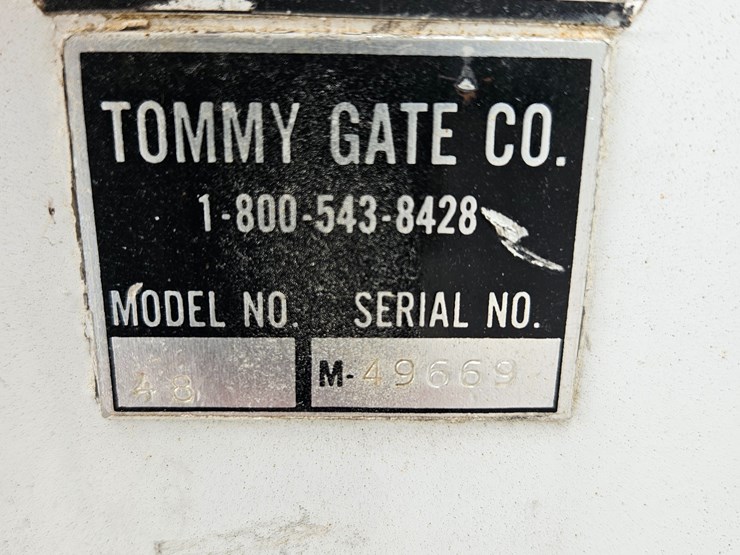 TOMMY GATE CO.
1-800-543-8428
MODEL NO. SERIAL NO.
48 M-49669